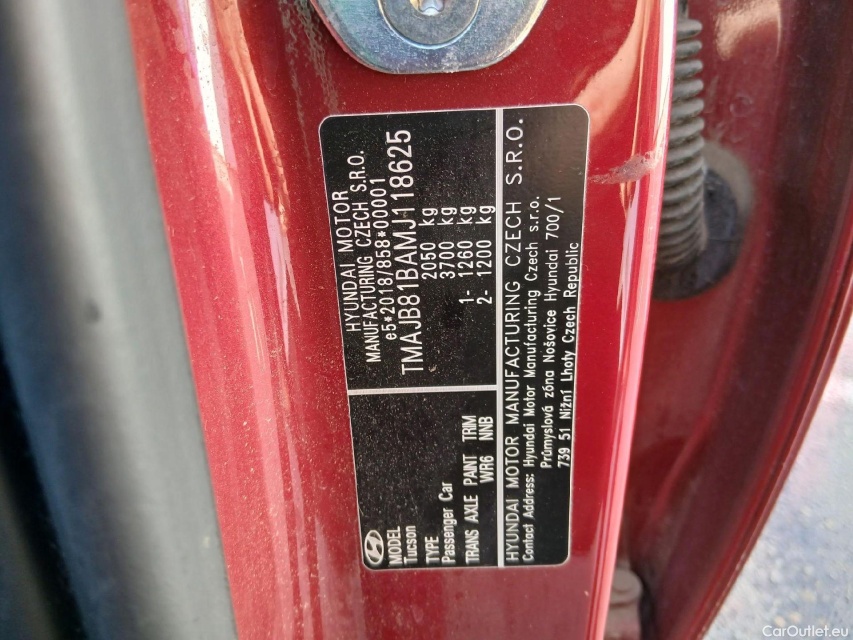 HYUNDAI MOTOR
MANUFACTURING CZECH S.R.O.
e5*2018/858*00001
TMAJB81BAMJ118625
2050 kg
3700 kg
1- 1260 kg
2- 1200 kg
MODEL
Tucson
TYPE
Passenger Car
TRANS AXLE PAINT TRIM
WR6 NNB
HYUNDAI MOTOR MANUFACTURING CZECH S.R.O.
Contact Address: Hyundai Motor Manufacturing Czech s.r.o.
Průmyslová zóna Nošovice Hyundai 700/1
739 51 Nižní Lhoty Czech Republic
CarOutlet.eu